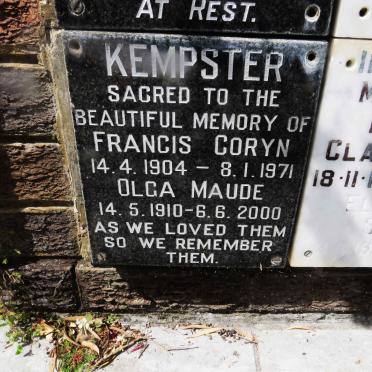 AT REST.
KEMPSTER
SACRED TO THE
BEAUTIFUL MEMORY OF
FRANCIS CORYN
14.4.1904 – 8.1.1971
OLGA MAUDE
14.5.1910-6.6.2000
AS WE LOVED THEM
SO WE REMEMBER
THEM.
18·11·